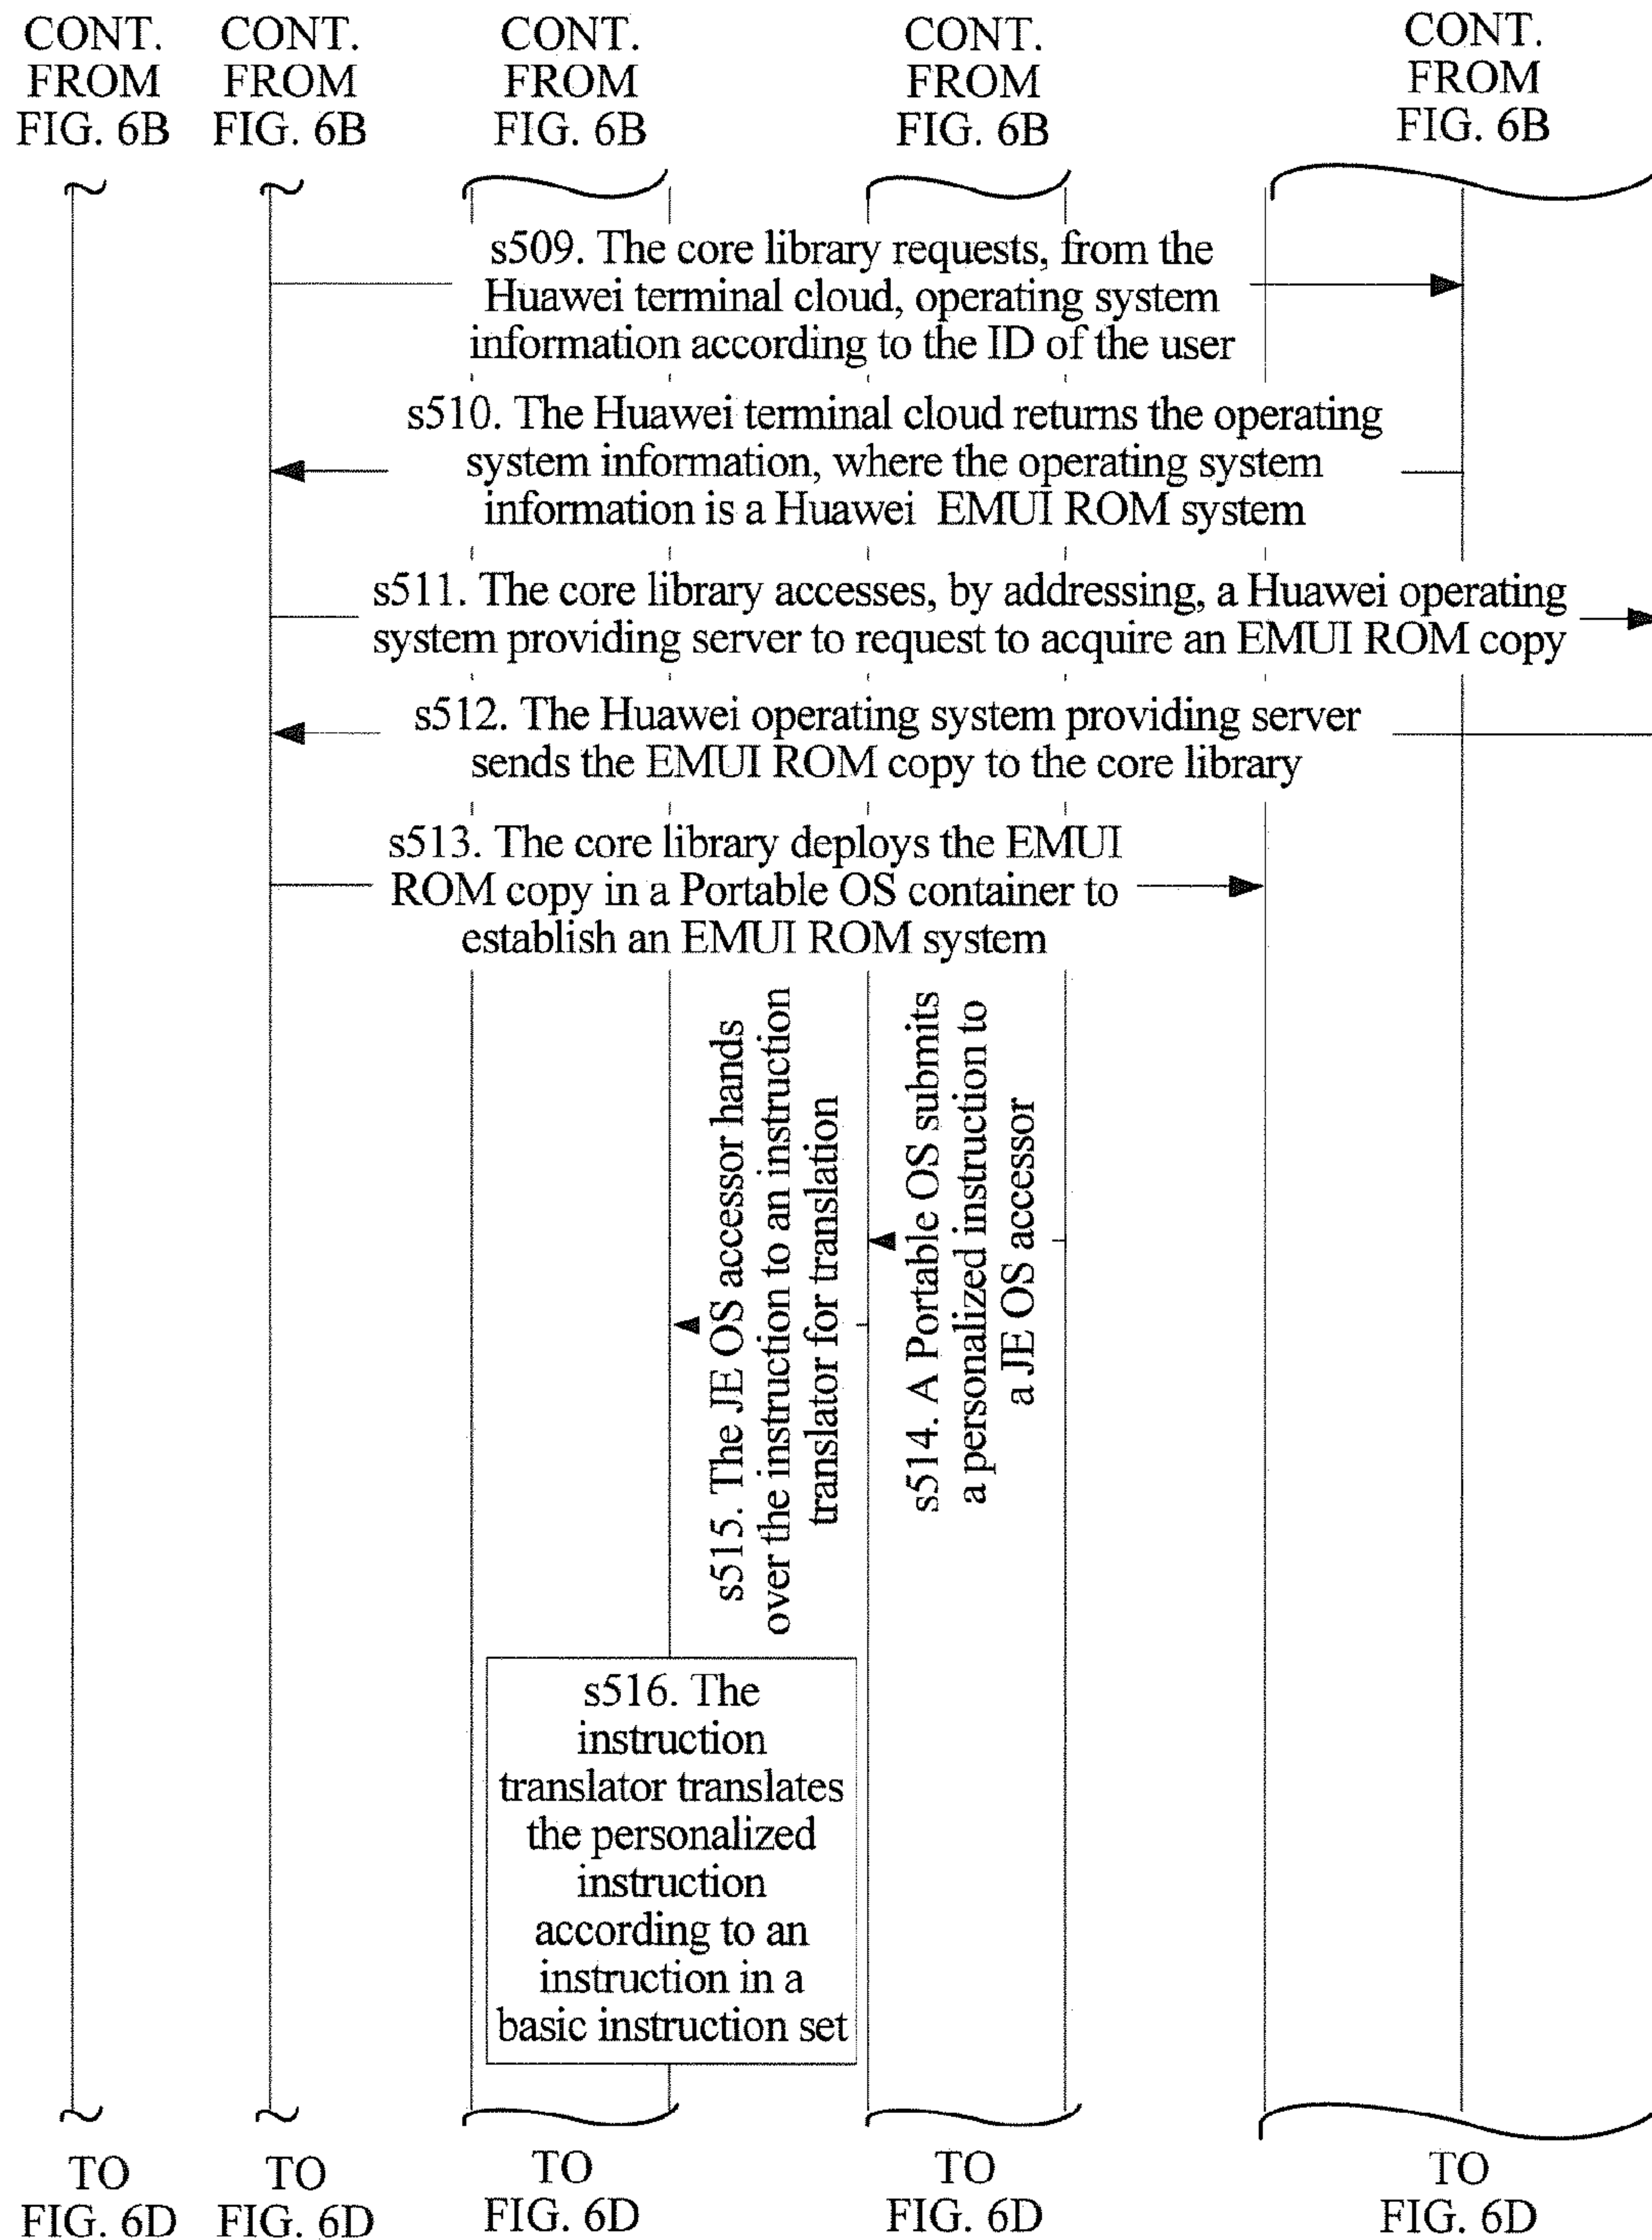 CONT.
FROM
FIG. 6B
CONT.
FROM
FIG. 6B
CONT.
FROM
FIG. 6B
CONT.
FROM
FIG. 6B
CONT.
FROM
FIG. 6B
s509. The core library requests, from the
Huawei terminal cloud, operating system
information according to the ID of the user
s510. The Huawei terminal cloud returns the operating
system information, where the operating system
information is a Huawei EMUI ROM system
s511. The core library accesses, by addressing, a Huawei operating
system providing server to request to acquire an EMUI ROM copy
s512. The Huawei operating system providing server
sends the EMUI ROM copy to the core library
s513. The core library deploys the EMUI
ROM copy in a Portable OS container to
establish an EMUI ROM system
s514. A Portable OS submits
a personalized instruction to
a JE OS accessor
s515. The JE OS accessor hands
over the instruction to an instruction
translator for translation
s516. The
instruction
translator translates
the personalized
instruction
according to an
instruction in a
basic instruction set
TO
FIG. 6D
TO
FIG. 6D
TO
FIG. 6D
TO
FIG. 6D
TO
FIG. 6D